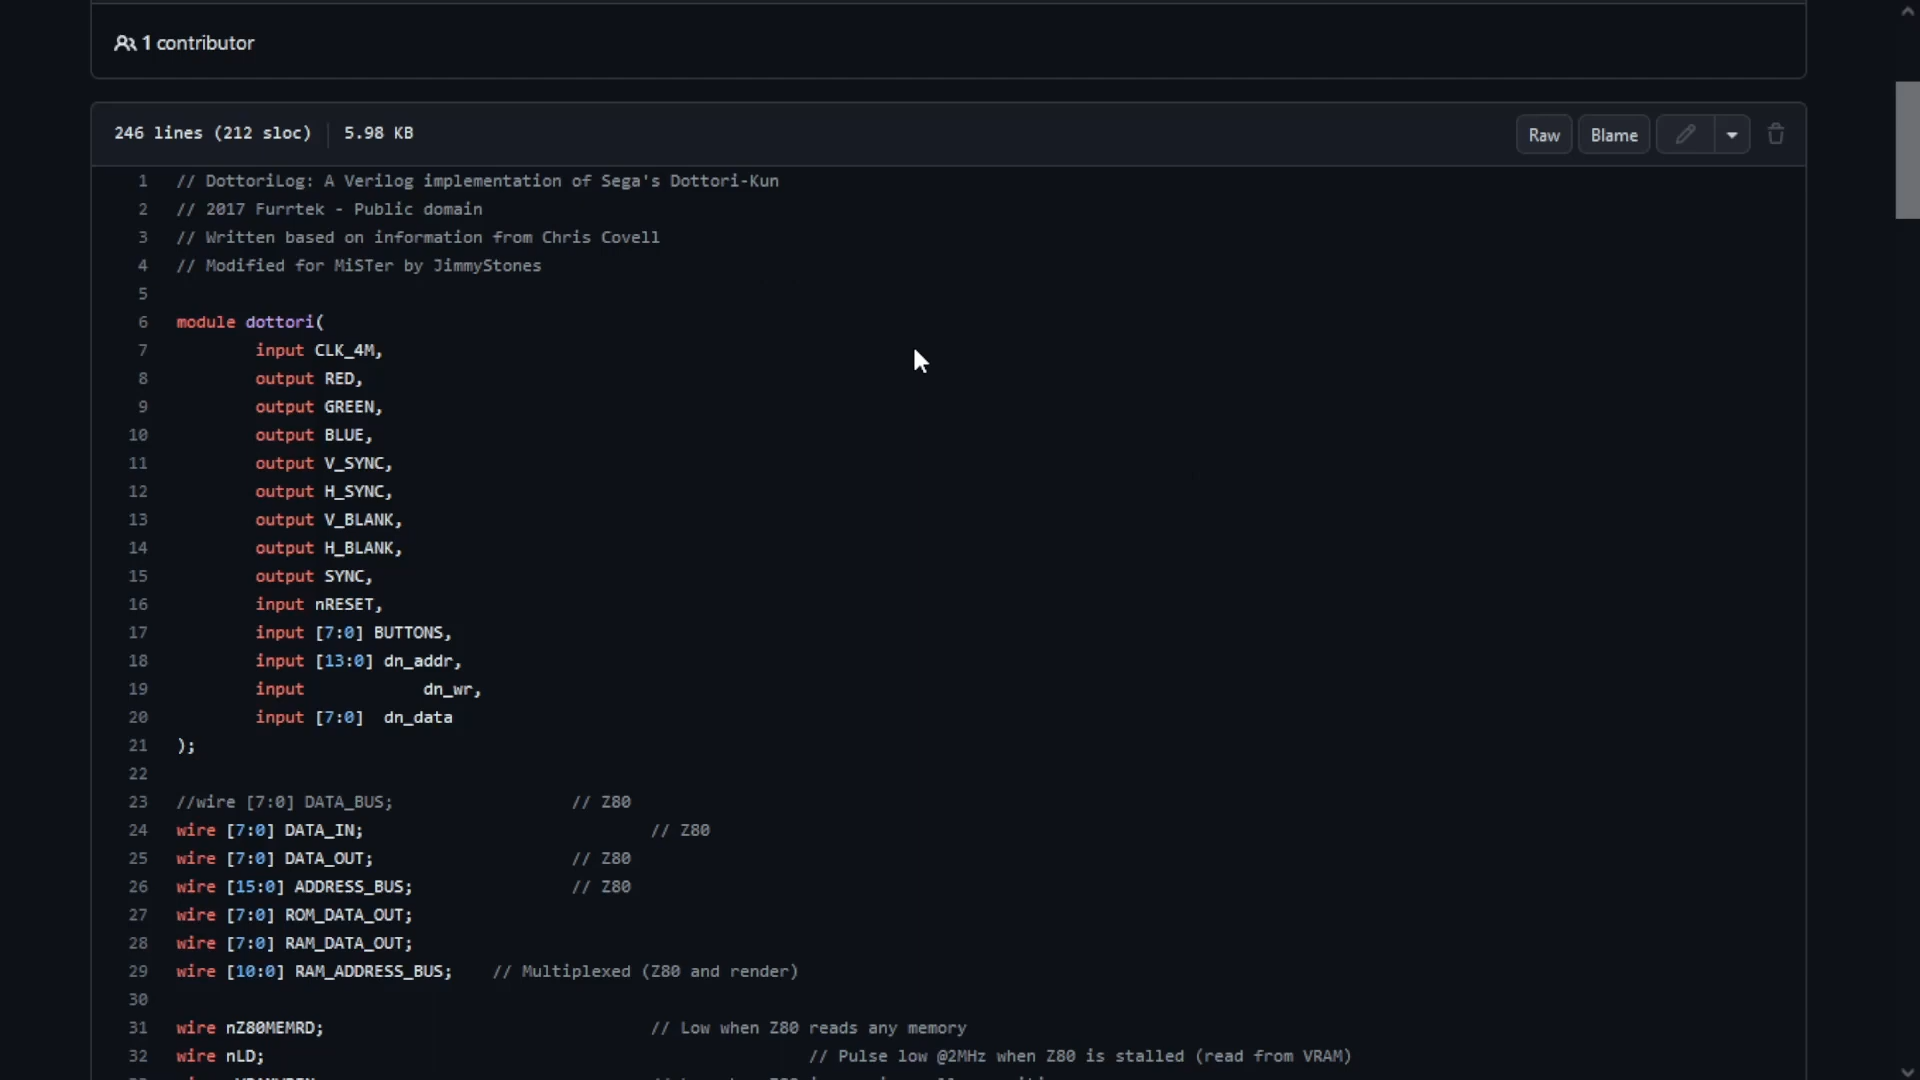 1 contributor
246 lines (212 sloc) 5.98 KB
Raw Blame
1 // DottoriLog: A Verilog implementation of Sega's Dottori-Kun
2 // 2017 Furrtek - Public domain
3 // Written based on information from Chris Covell
4 // Modified for MiSTer by JimmyStones
5
6 module dottori(
7 input CLK_4M,
8 output RED,
9 output GREEN,
10 output BLUE,
11 output V_SYNC,
12 output H_SYNC,
13 output V_BLANK,
14 output H_BLANK,
15 output SYNC,
16 input nRESET,
17 input [7:0] BUTTONS,
18 input [13:0] dn_addr,
19 input dn_wr,
20 input [7:0] dn_data
21 );
22
23 //wire [7:0] DATA_BUS; // Z80
24 wire [7:0] DATA_IN; // Z80
25 wire [7:0] DATA_OUT; // Z80
26 wire [15:0] ADDRESS_BUS; // Z80
27 wire [7:0] ROM_DATA_OUT;
28 wire [7:0] RAM_DATA_OUT;
29 wire [10:0] RAM_ADDRESS_BUS; // Multiplexed (Z80 and render)
30
31 wire nZ80MEMRD; // Low when Z80 reads any memory
32 wire nLD; // Pulse low @2MHz when Z80 is stalled (read from VRAM)